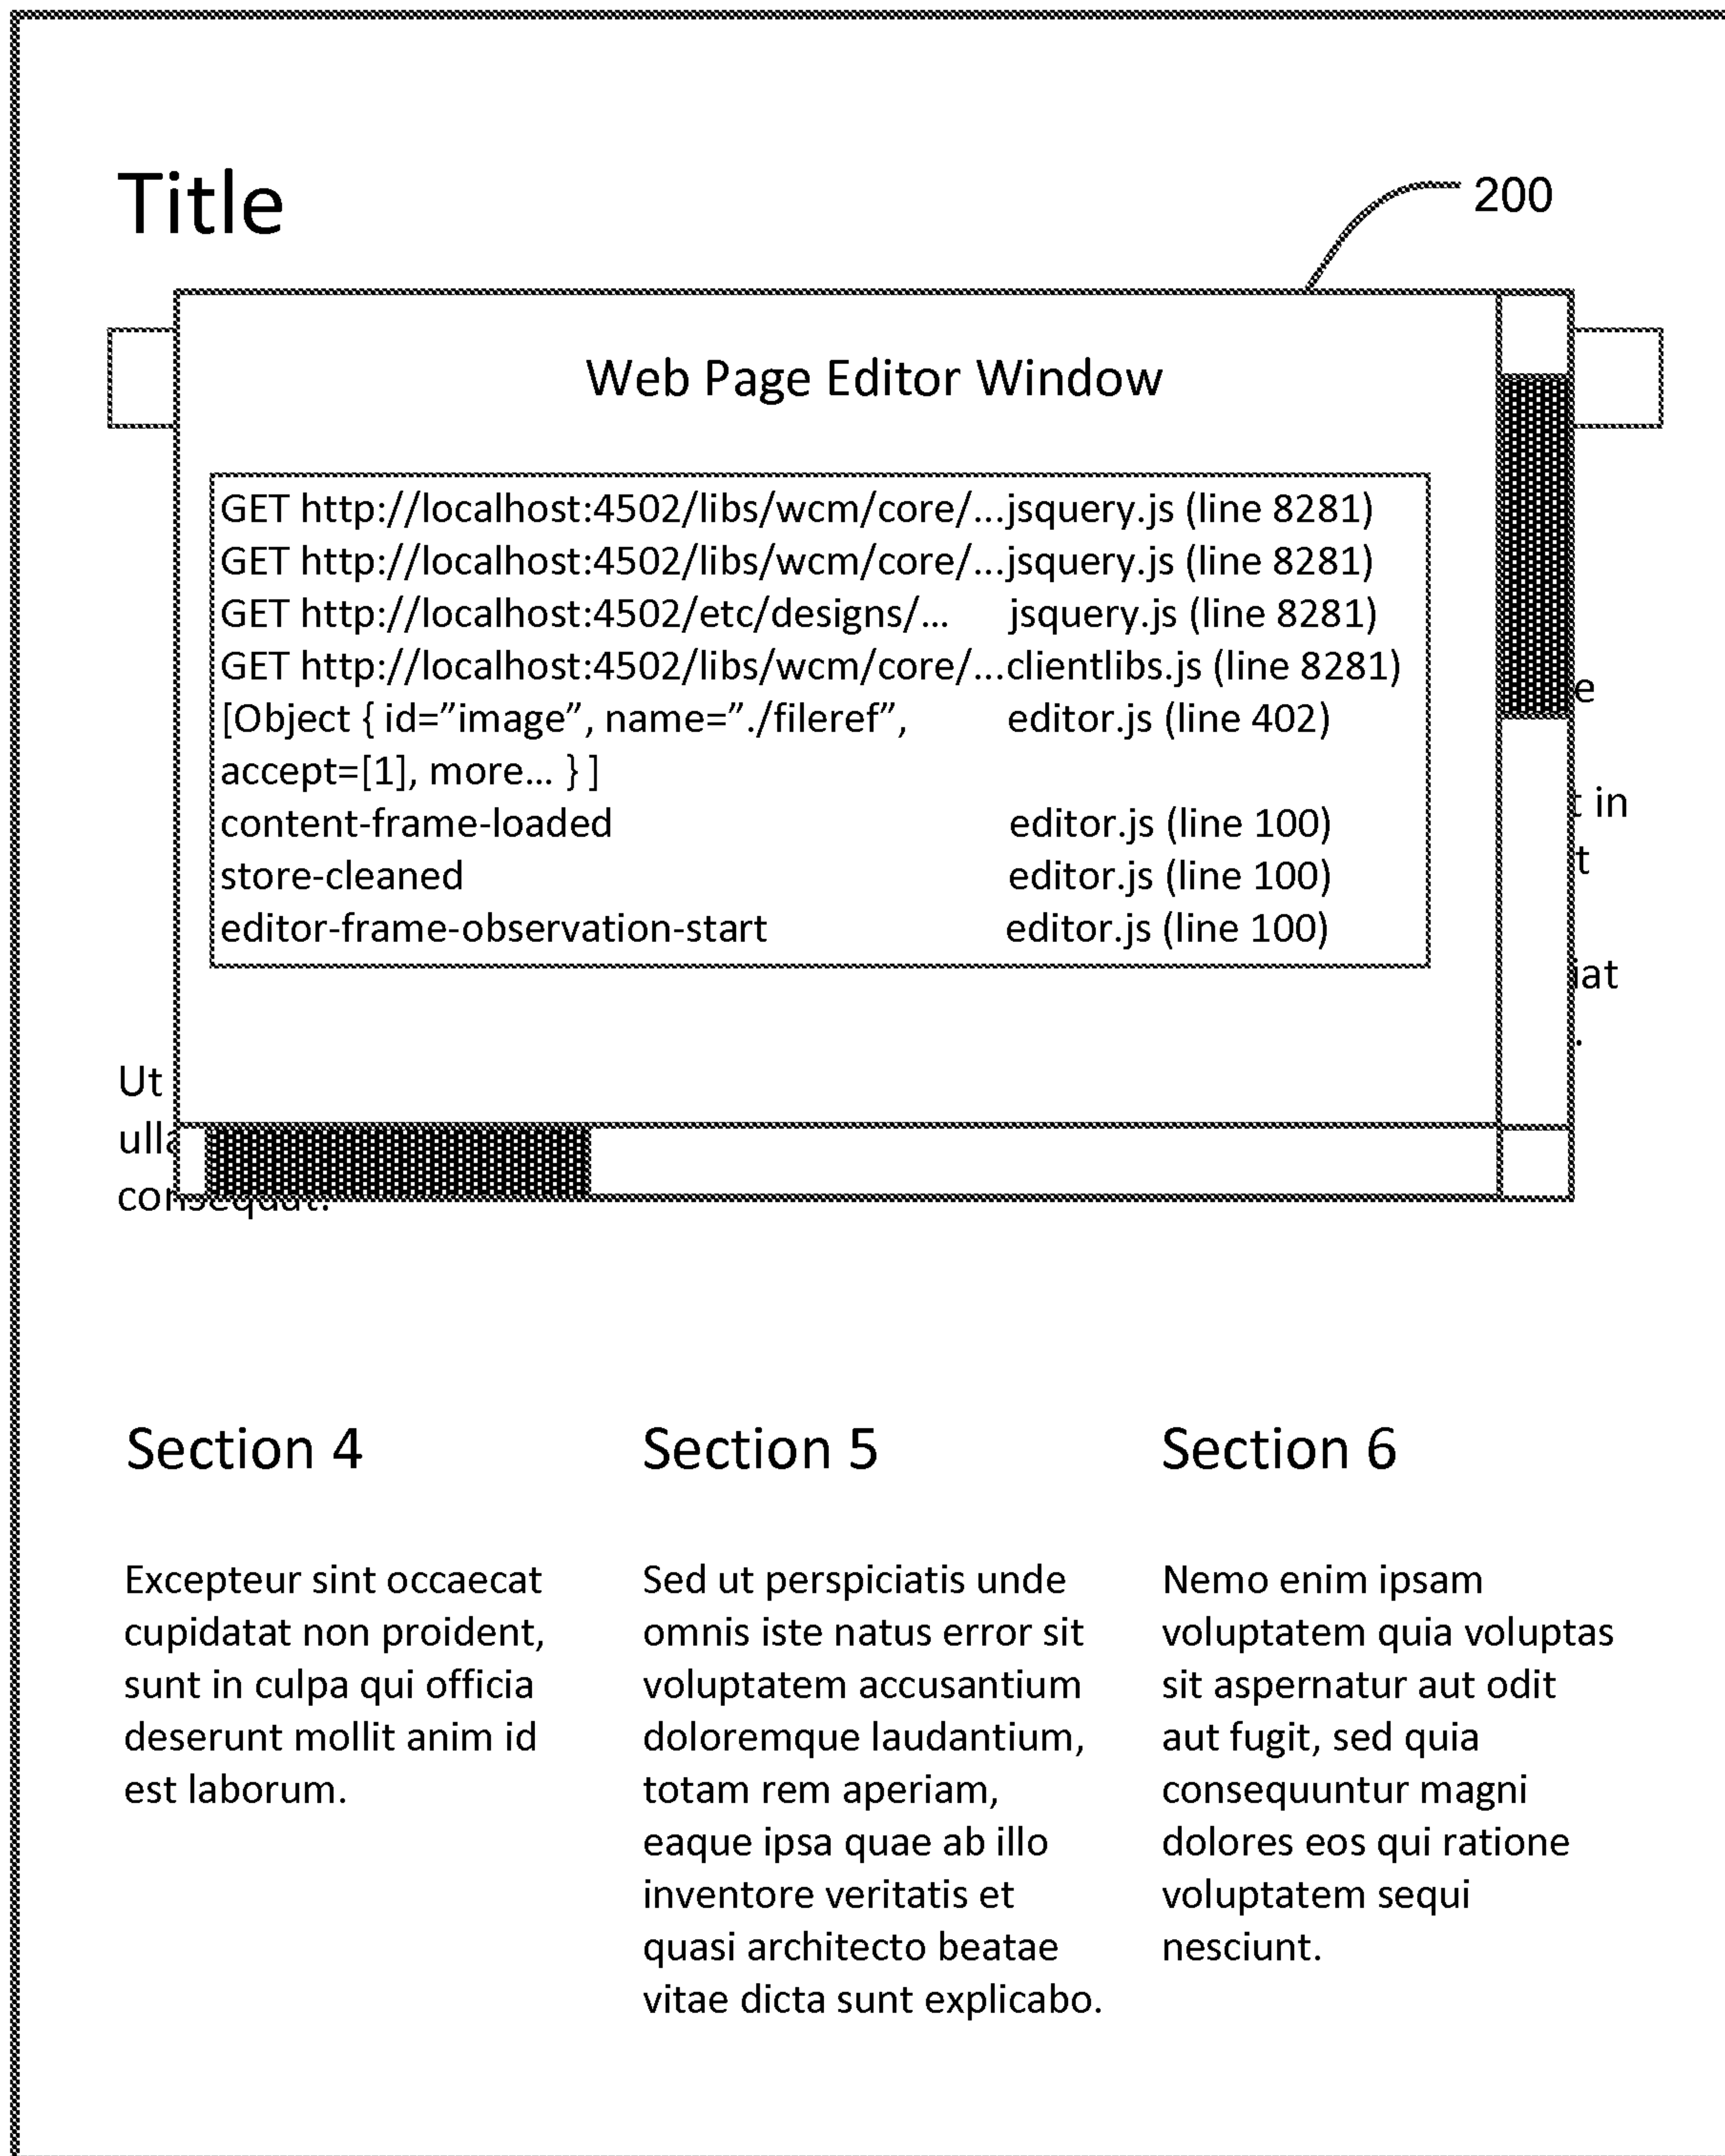 Title
200
Web Page Editor Window
GET http://localhost:4502/libs/wcm/core/...jsquery.js (line 8281)
GET http://localhost:4502/libs/wcm/core/...jsquery.js (line 8281)
GET http://localhost:4502/etc/designs/... jsquery.js (line 8281)
GET http://localhost:4502/libs/wcm/core/...clientlibs.js (line 8281)
[Object { id=”image”, name=”./fileref”, editor.js (line 402)
accept=[1], more... } ]
content-frame-loaded editor.js (line 100)
store-cleaned editor.js (line 100)
editor-frame-observation-start editor.js (line 100)
in
Ut
consequat.
Section 4
Excepteur sint occaecat
cupidatat non proident,
sunt in culpa qui officia
deserunt mollit anim id
est laborum.
Section 5
Sed ut perspiciatis unde
omnis iste natus error sit
voluptatem accusantium
doloremque laudantium,
totam rem aperiam,
eaque ipsa quae ab illo
inventore veritatis et
quasi architecto beatae
vitae dicta sunt explicabo.
Section 6
Nemo enim ipsam
voluptatem quia voluptas
sit aspernatur aut odit
aut fugit, sed quia
consequuntur magni
dolores eos qui ratione
voluptatem sequi
nesciunt.